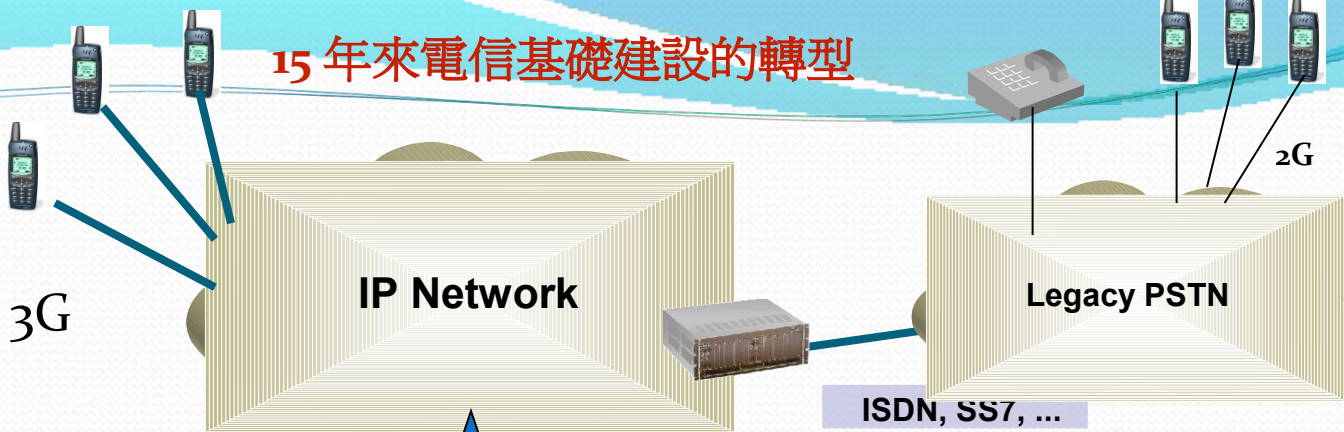 15 年來電信基礎建設的轉型
2G
3G
IP Network
Legacy PSTN
ISDN, SS7, ...